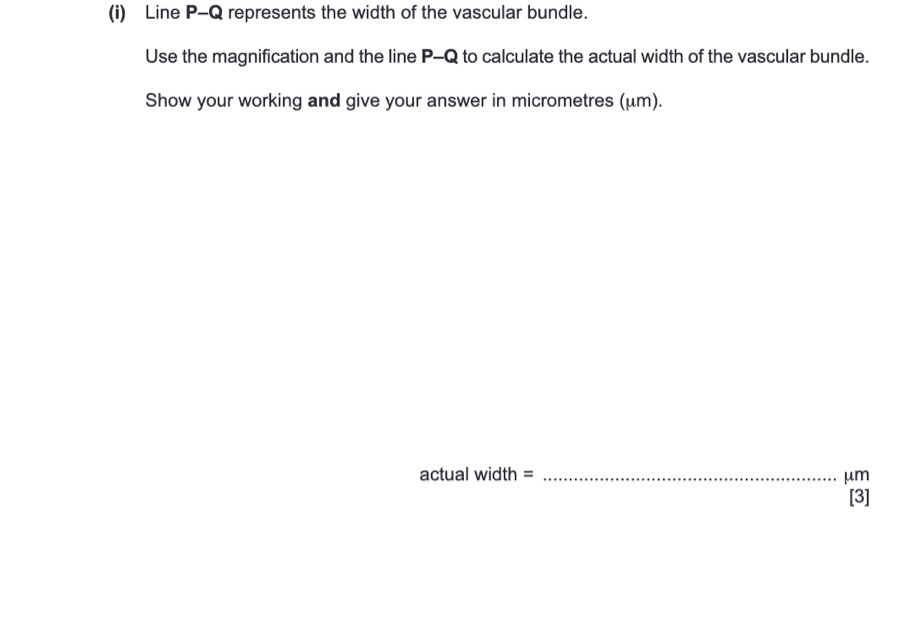 (i) Line P–Q represents the width of the vascular bundle.
Use the magnification and the line P–Q to calculate the actual width of the vascular bundle.
Show your working and give your answer in micrometres (μm).
actual width = .......................................................... μm
[3]